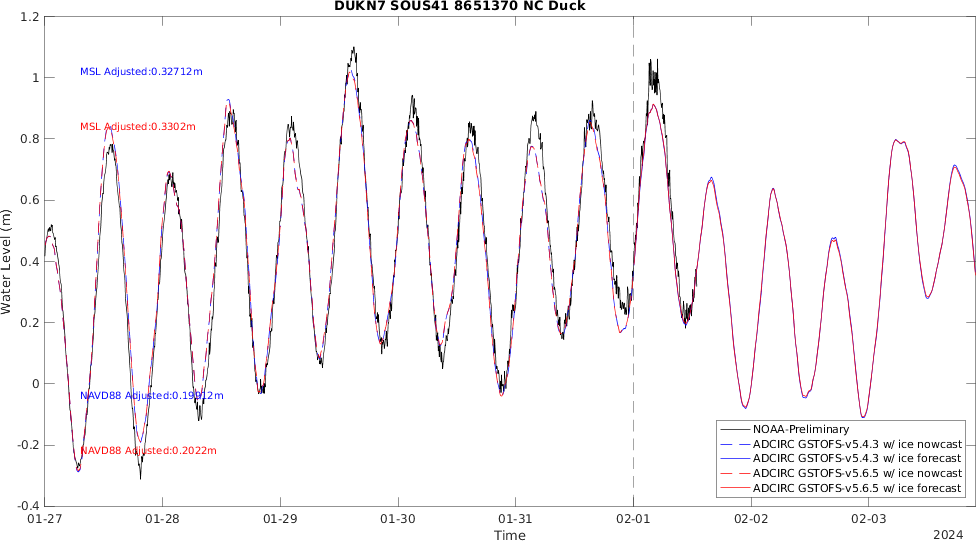 DUKN7 SOUS41 8651370 NC Duck
1.2
1
0.8
0.6
0.4
0.2
0
-0.2
-0.4
Water Level (m)
MSL Adjusted:0.32712m
MSL Adjusted:0.3302m
NAVD88 Adjusted:0.19912m
NAVD88 Adjusted:0.2022m
NOAA-Preliminary
ADCIRC GSTOFS-v5.4.3 w/ ice nowcast
ADCIRC GSTOFS-v5.4.3 w/ ice forecast
ADCIRC GSTOFS-v5.6.5 w/ ice nowcast
ADCIRC GSTOFS-v5.6.5 w/ ice forecast
01-27 01-28 01-29 01-30 01-31 02-01 02-02 02-03
Time
2024